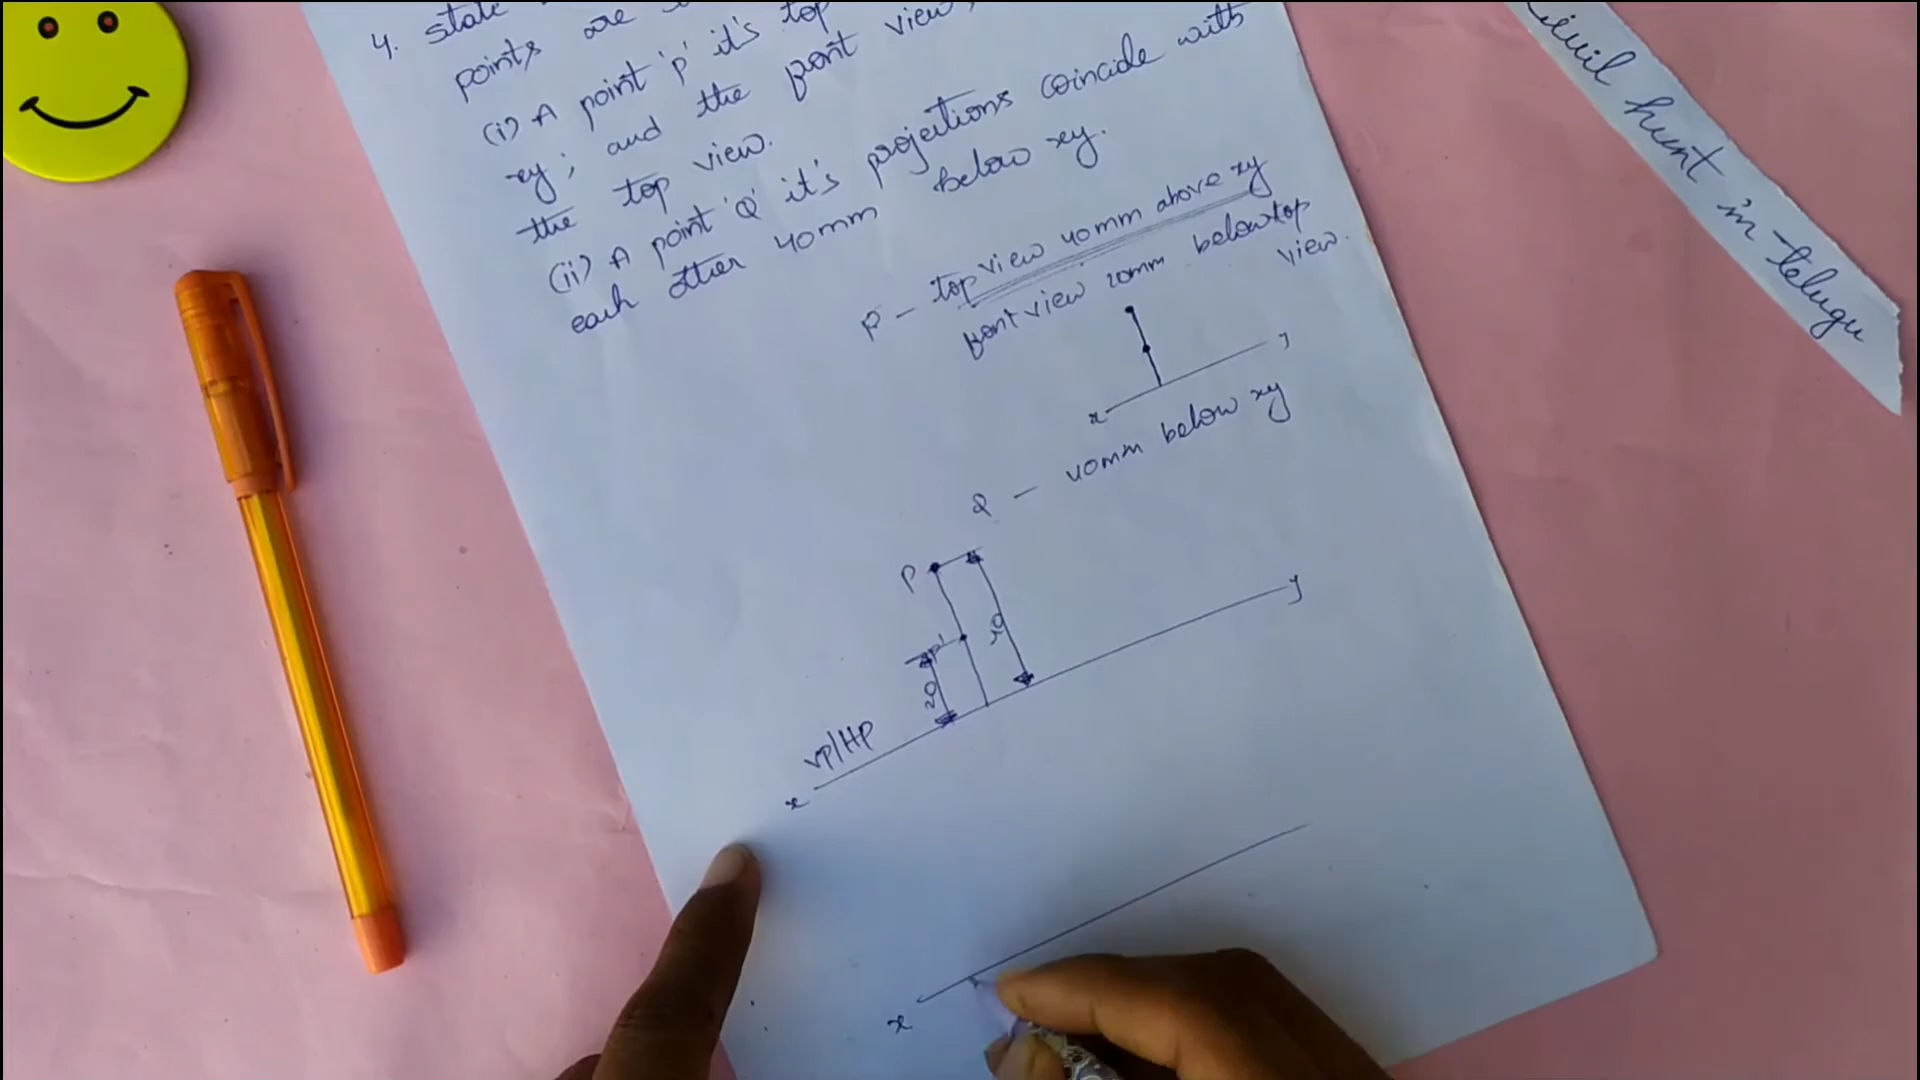 4. state
points are
(i) A point 'p' it's top
xy; and the front view,
the top view.
(ii) A point 'Q' it's projections coincide with
each other 40mm below xy.
P - top view 40mm above xy
front view 20mm below top
view.
x y
Q - 40mm below xy
P
p'
20
VP/HP
x y
x
civil hunt in telugu